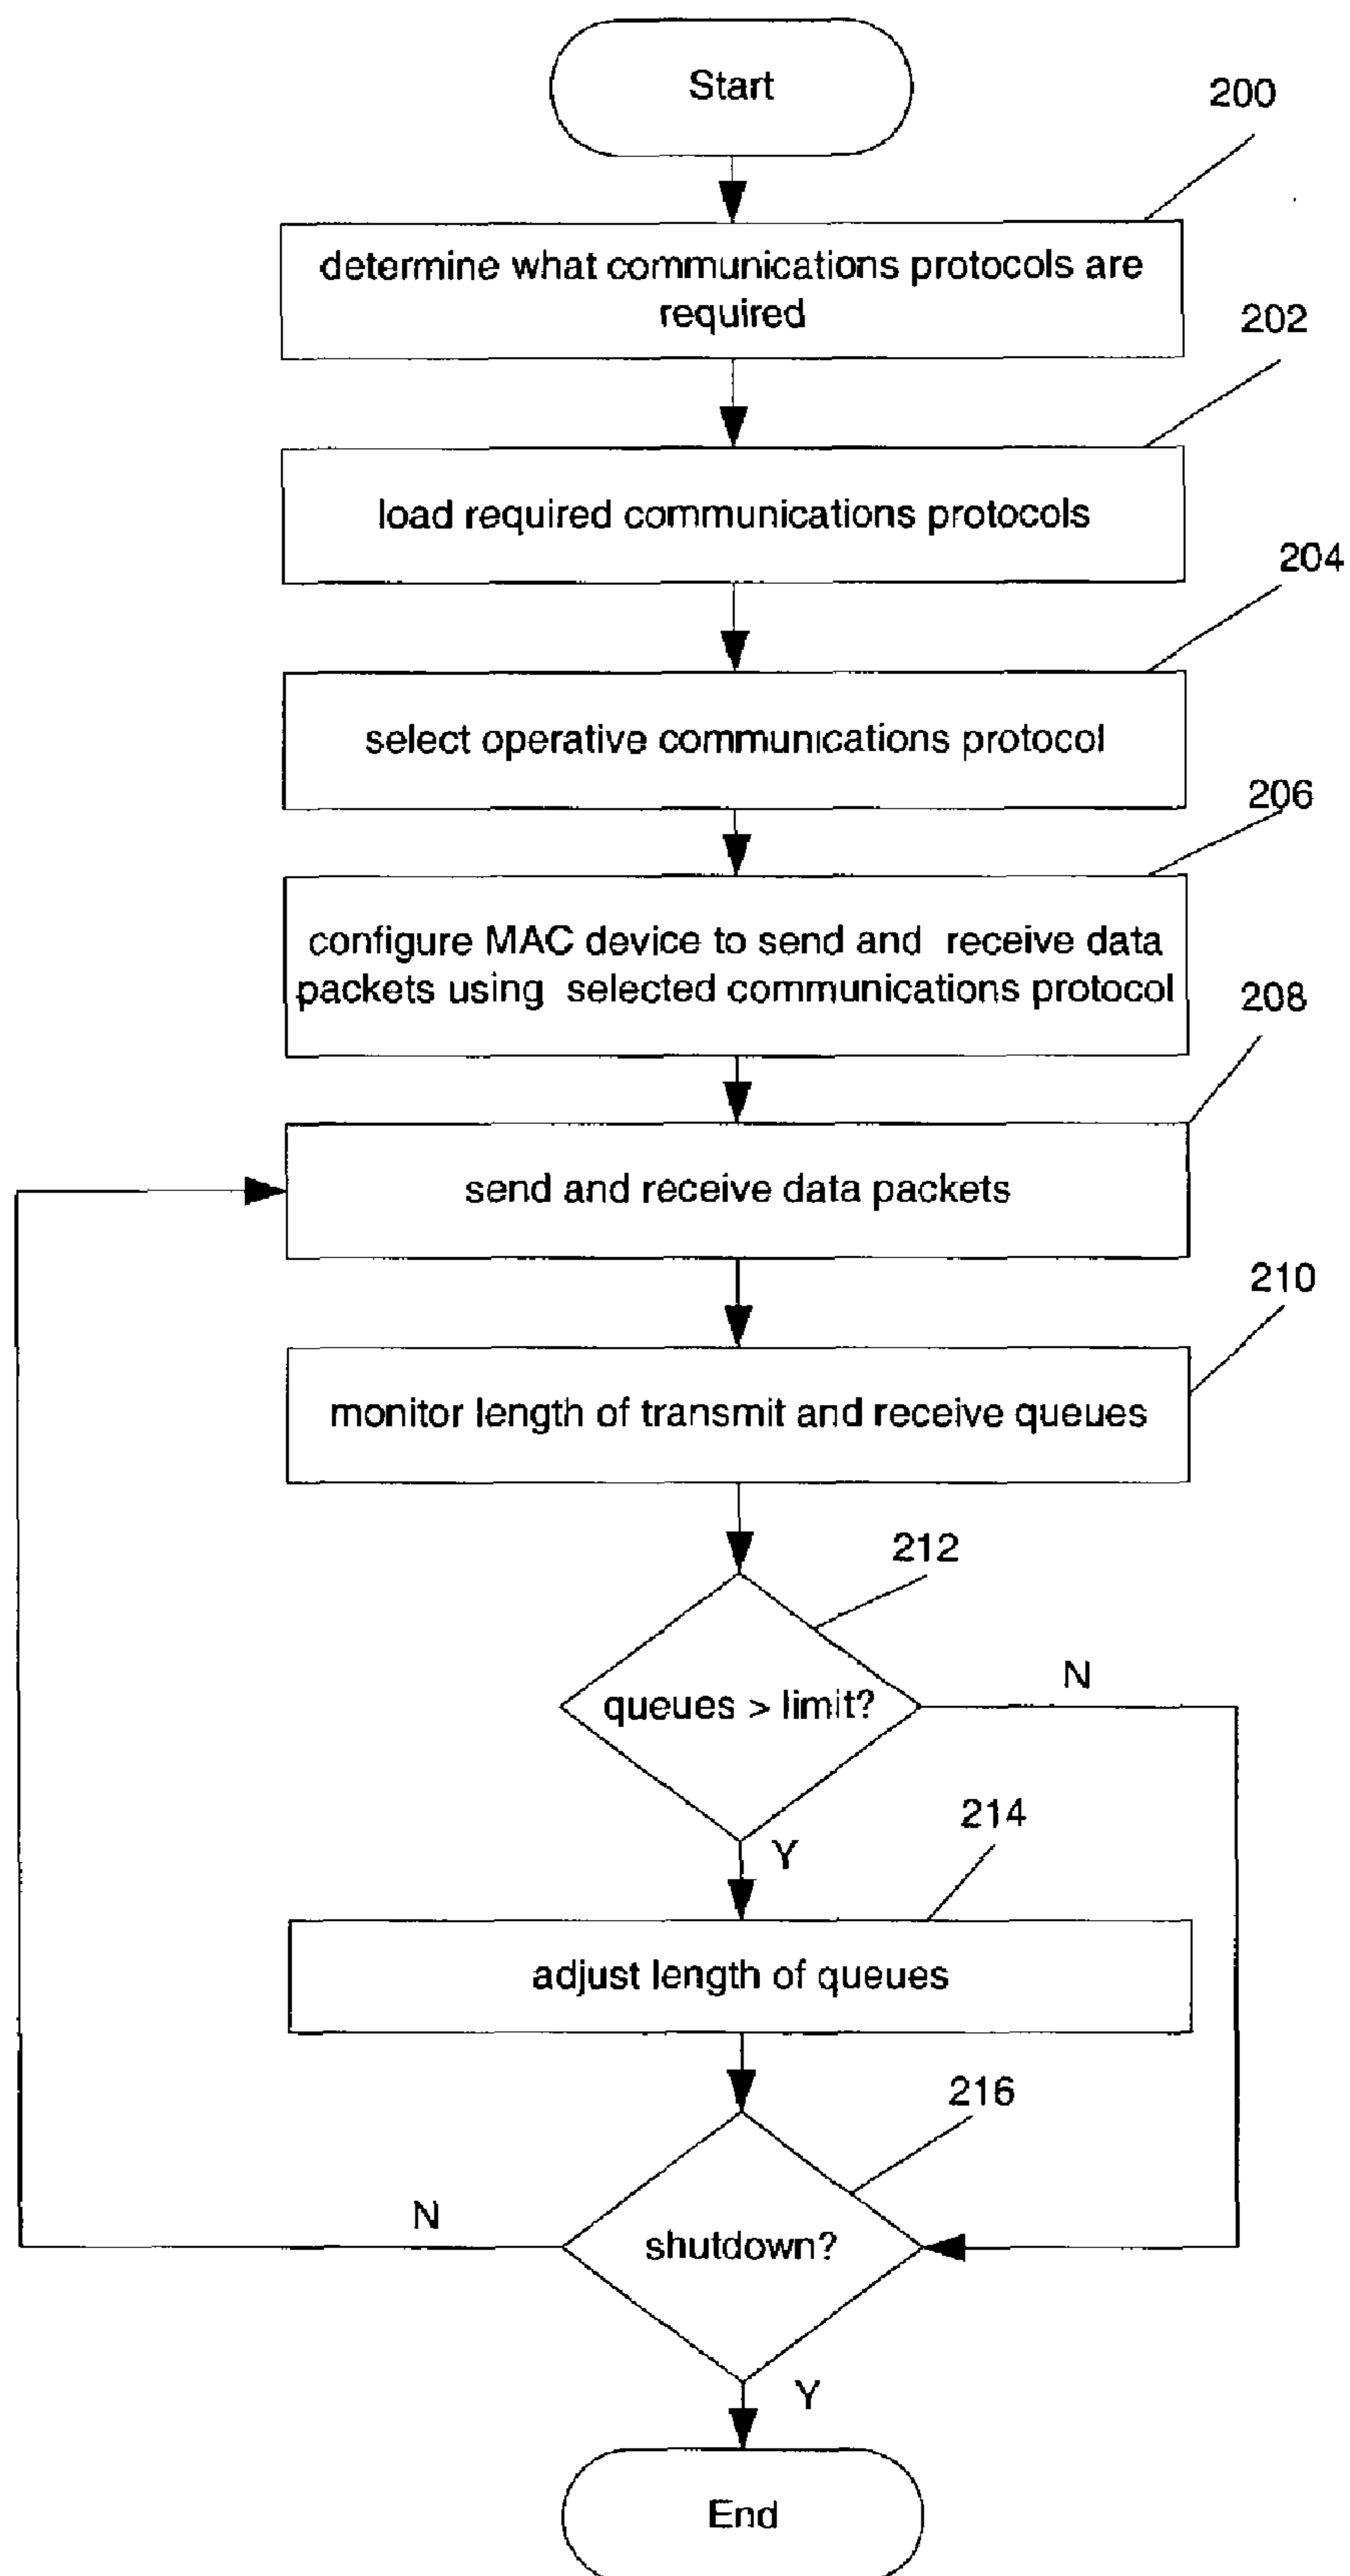 Start
200
determine what communications protocols are
required
202
load required communications protocols
204
select operative communications protocol
206
configure MAC device to send and receive data
packets using selected communications protocol
208
send and receive data packets
210
monitor length of transmit and receive queues
212
queues > limit?
N
Y
214
adjust length of queues
216
shutdown?
N
Y
End